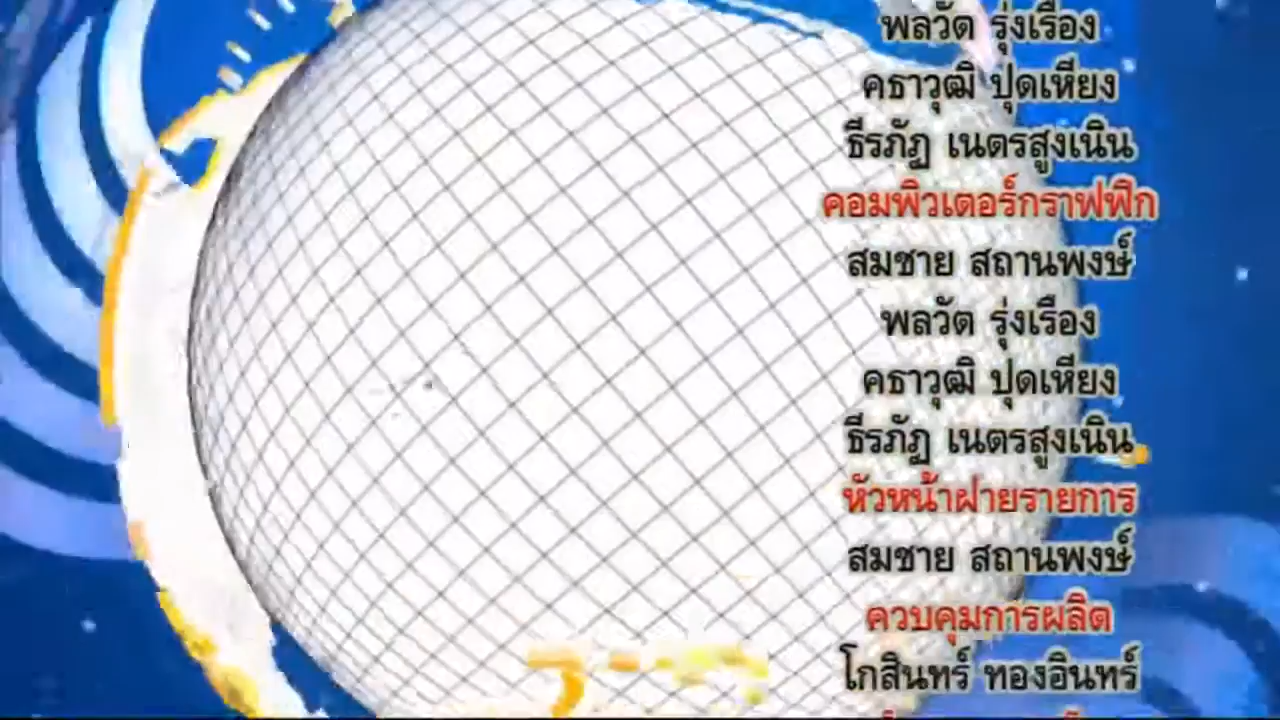 พลวัต รุ่งเรือง
คธาวุฒิ ปุดเหียง
ธีรภัฏ เนตรสูงเนิน
คอมพิวเตอร์กราฟฟิก
สมชาย สถานพงษ์
พลวัต รุ่งเรือง
คธาวุฒิ ปุดเหียง
ธีรภัฏ เนตรสูงเนิน
หัวหน้าฝ่ายรายการ
สมชาย สถานพงษ์
ควบคุมการผลิต
โกสินทร์ ทองอินทร์